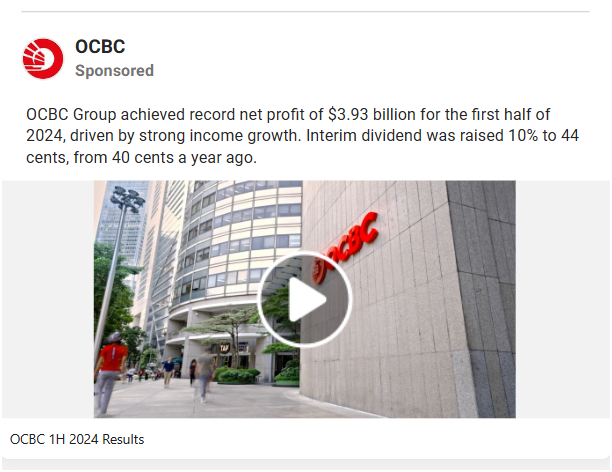 OCBC
Sponsored
OCBC Group achieved record net profit of $3.93 billion for the first half of
2024, driven by strong income growth. Interim dividend was raised 10% to 44
cents, from 40 cents a year ago.
OCBC
TAP
OCBC 1H 2024 Results